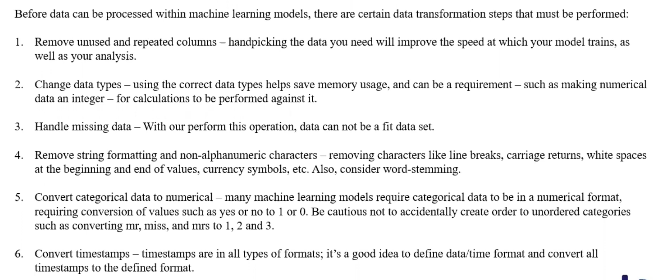 Before data can be processed within machine learning models, there are certain data transformation steps that must be performed:
1. Remove unused and repeated columns – handpicking the data you need will improve the speed at which your model trains, as
well as your analysis.
2. Change data types – using the correct data types helps save memory usage, and can be a requirement – such as making numerical
data an integer – for calculations to be performed against it.
3. Handle missing data – With our perform this operation, data can not be a fit data set.
4. Remove string formatting and non-alphanumeric characters – removing characters like line breaks, carriage returns, white spaces
at the beginning and end of values, currency symbols, etc. Also, consider word-stemming.
5. Convert categorical data to numerical – many machine learning models require categorical data to be in a numerical format,
requiring conversion of values such as yes or no to 1 or 0. Be cautious not to accidentally create order to unordered categories
such as converting mr, miss, and mrs to 1, 2 and 3.
6. Convert timestamps – timestamps are in all types of formats; it’s a good idea to define data/time format and convert all
timestamps to the defined format.